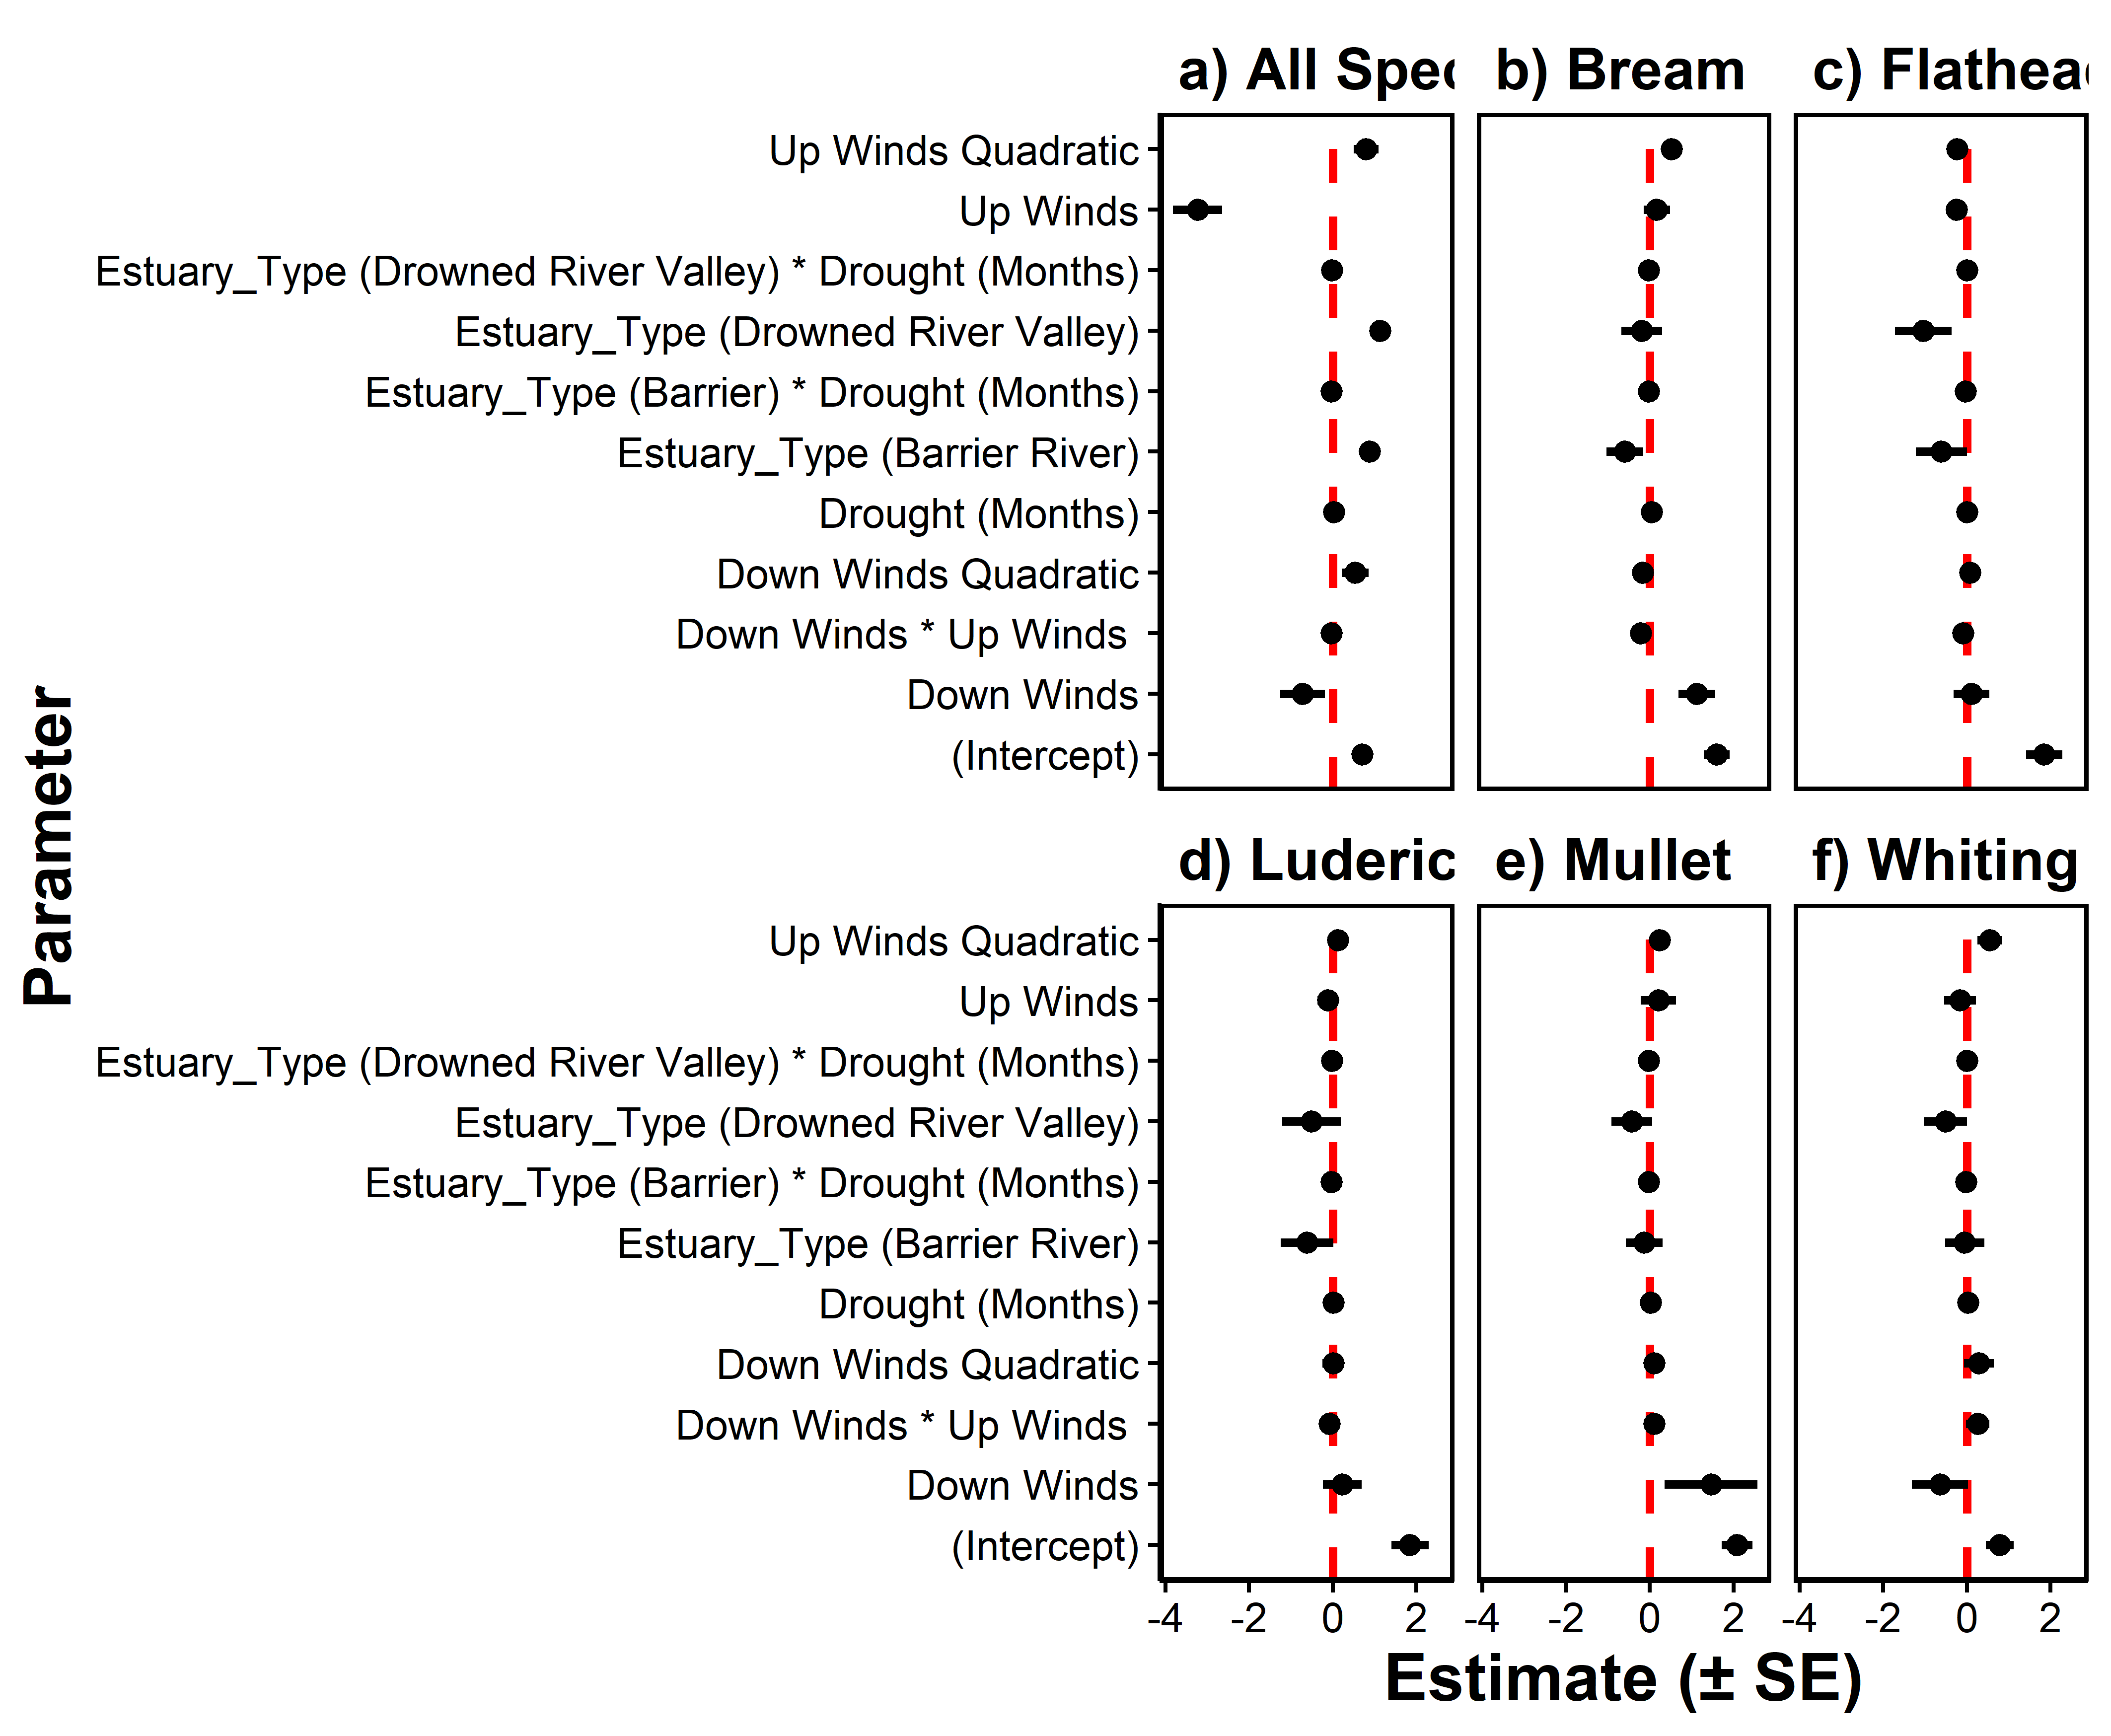 a) All Spec
b) Bream
c) Flathead
Up Winds Quadratic
Up Winds
Estuary_Type (Drowned River Valley) * Drought (Months)
Estuary_Type (Drowned River Valley)
Estuary_Type (Barrier) * Drought (Months)
Estuary_Type (Barrier River)
Drought (Months)
Down Winds Quadratic
Down Winds * Up Winds
Down Winds
(Intercept)
Parameter
d) Luderic
e) Mullet
f) Whiting
Up Winds Quadratic
Up Winds
Estuary_Type (Drowned River Valley) * Drought (Months)
Estuary_Type (Drowned River Valley)
Estuary_Type (Barrier) * Drought (Months)
Estuary_Type (Barrier River)
Drought (Months)
Down Winds Quadratic
Down Winds * Up Winds
Down Winds
(Intercept)
-4 -2 0 2
-4 -2 0 2
-4 -2 0 2
Estimate (± SE)